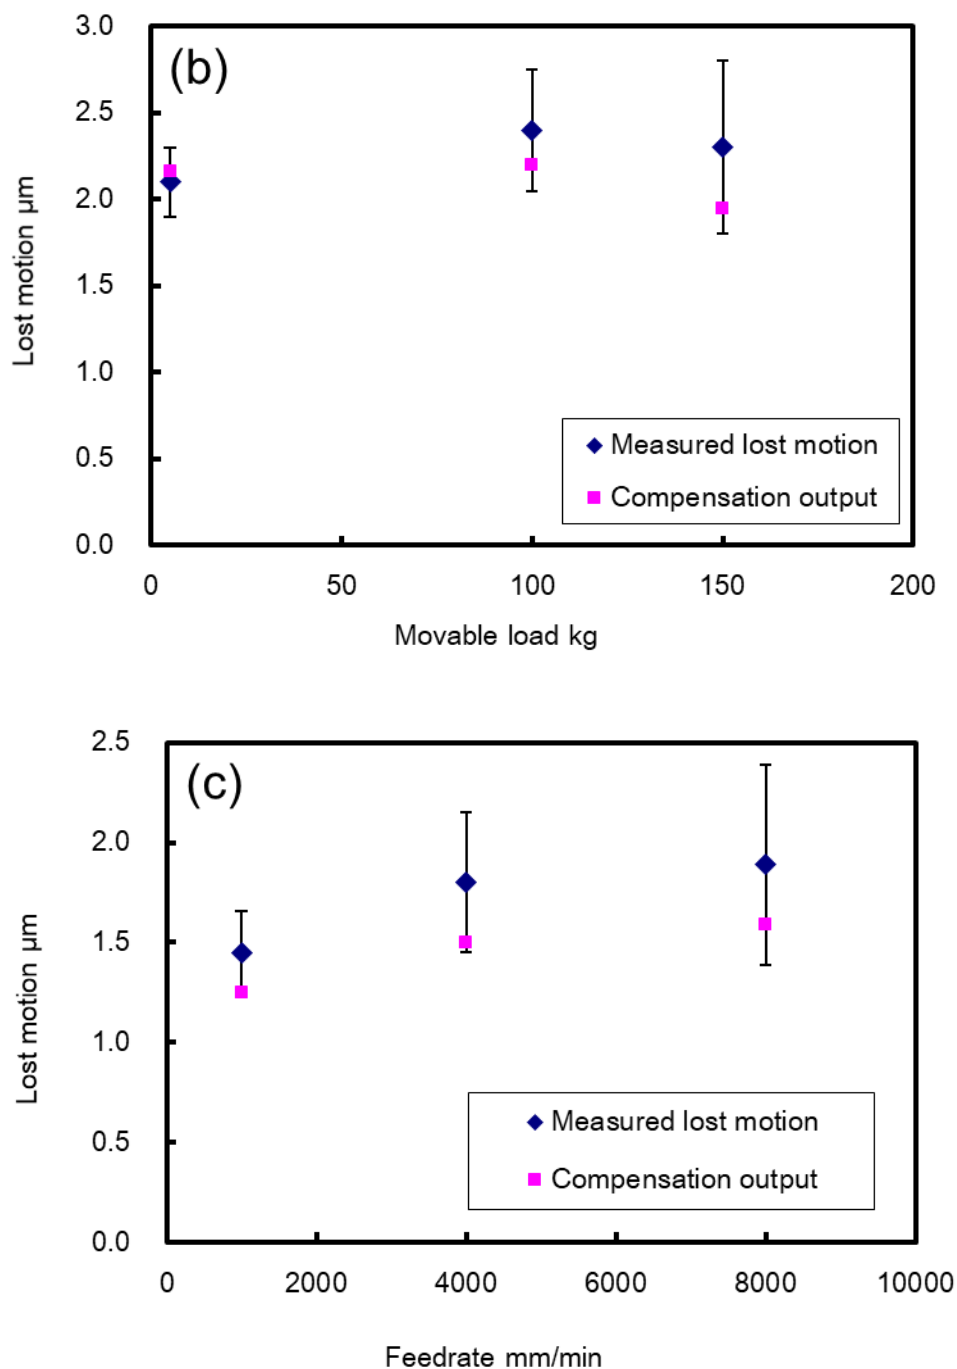 (b)
3.0
2.5
2.0
1.5
1.0
0.5
0.0
Lost motion µm
Measured lost motion
Compensation output
0 50 100 150 200
Movable load kg
(c)
2.5
2.0
1.5
1.0
0.5
0.0
Lost motion µm
Measured lost motion
Compensation output
0 2000 4000 6000 8000 10000
Feedrate mm/min